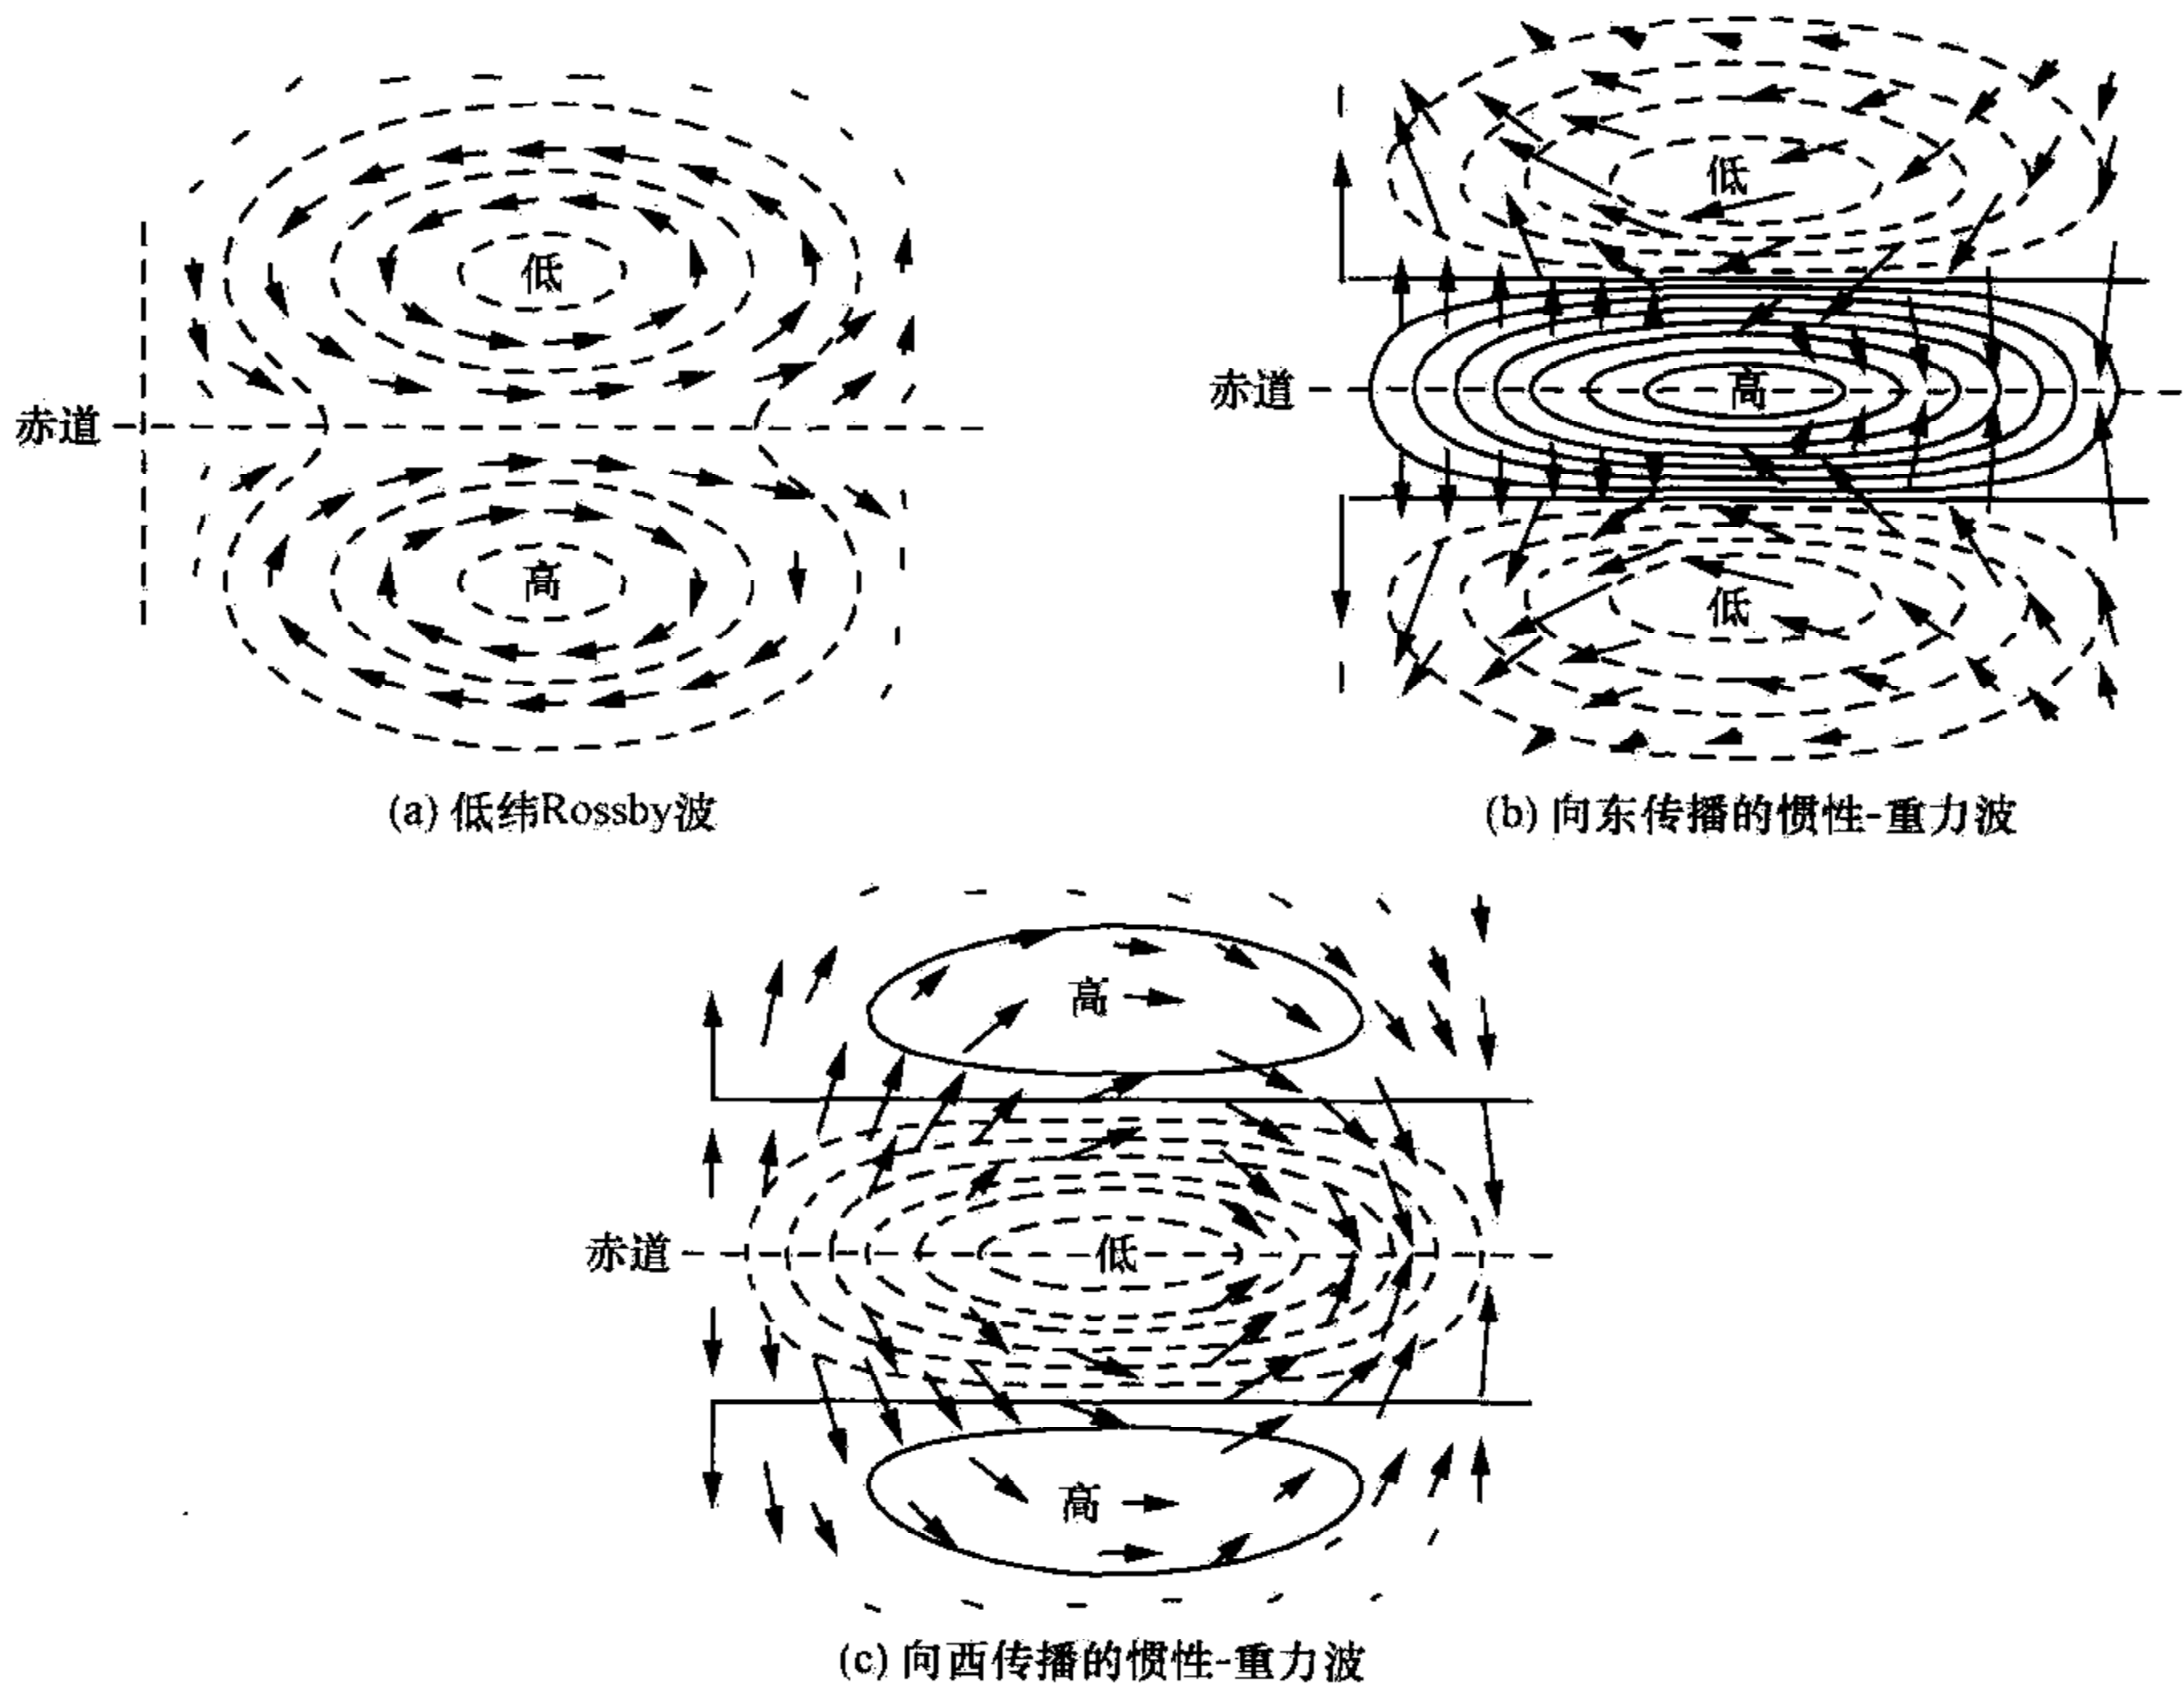 低
赤道
高
(a) 低纬Rossby波
低
赤道
高
低
(b) 向东传播的惯性-重力波
高
赤道
低
高
(c) 向西传播的惯性-重力波